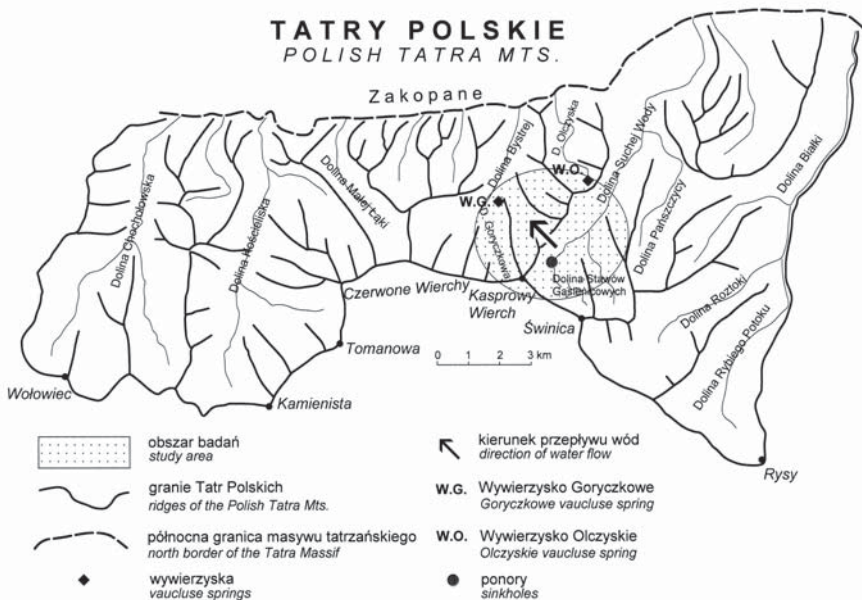 TATRY POLSKIE
POLISH TATRA MTS.
Zakopane
Dolina Chochołowska
Dolina Kościeliska
Dolina Małej Łąki
Dolina Bystrej
D. Olczyska
Dolina Suchej Wody
Dolina Pańszczycy
Dolina Białki
W.O.
W.G.
D. Goryczkowa
Dolina Stawów
Gąsienicowych
Czerwone Wierchy
Kasprowy
Wierch
Świnica
Dolina Roztoki
Dolina Rybiego Potoku
Tomanowa
0 1 2 3 km
Wołowiec
Kamienista
Rysy
obszar badań
study area
granie Tatr Polskich
ridges of the Polish Tatra Mts.
północna granica masywu tatrzańskiego
north border of the Tatra Massif
wywierzyska
vaucluse springs
kierunek przepływu wód
direction of water flow
W.G. Wywierzysko Goryczkowe
Goryczkowe vaucluse spring
W.O. Wywierzysko Olczyskie
Olczyskie vaucluse spring
ponory
sinkholes